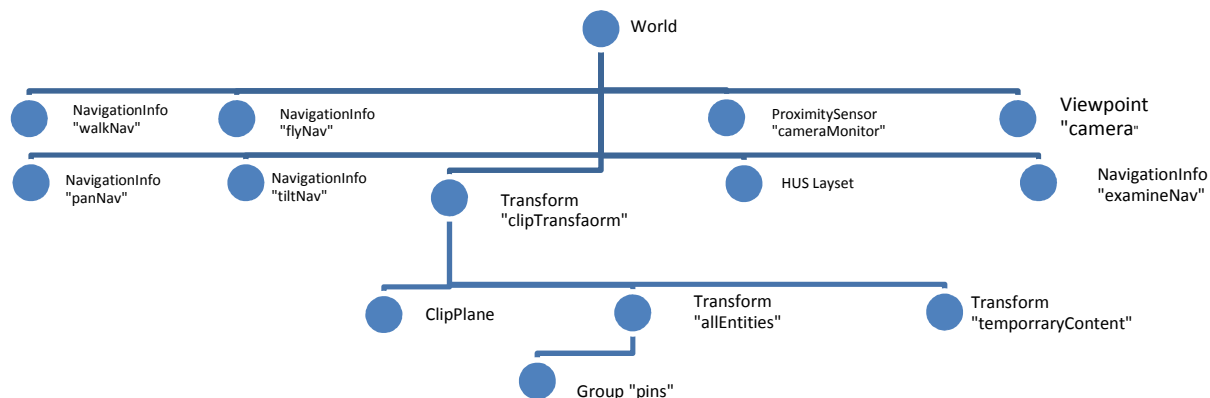 World
NavigationInfo
"walkNav"
NavigationInfo
"flyNav"
ProximitySensor
"cameraMonitor"
Viewpoint
"camera"
NavigationInfo
"panNav"
NavigationInfo
"tiltNav"
Transform
"clipTransfaorm"
HUS Layset
NavigationInfo
"examineNav"
ClipPlane
Transform
"allEntities"
Transform
"temporraryContent"
Group "pins"